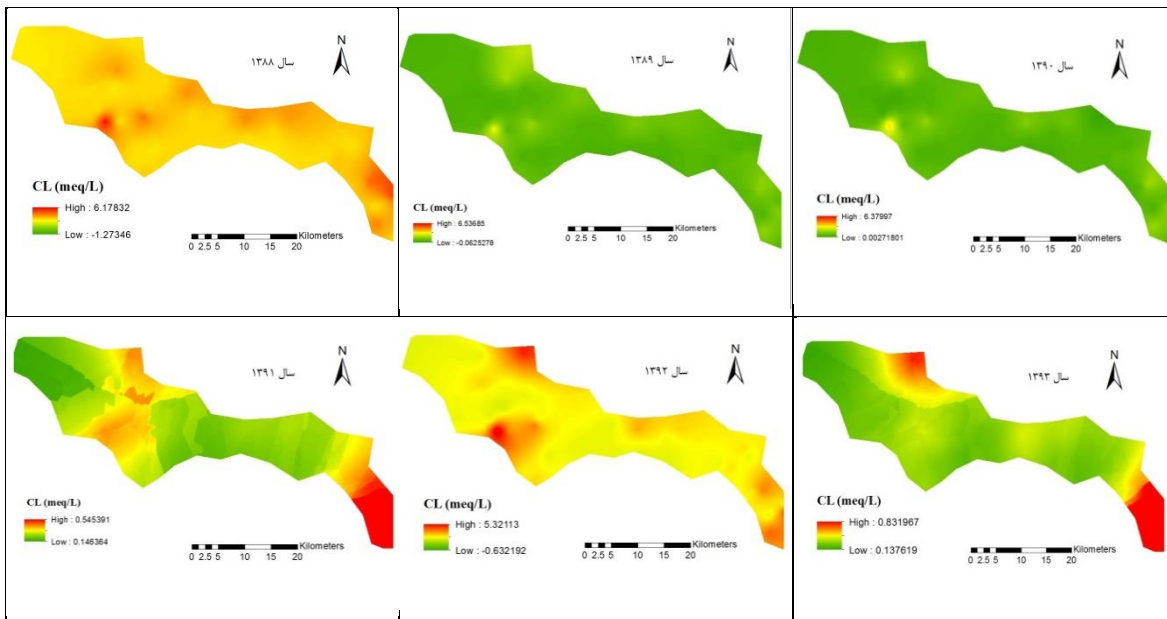 N
سال ۱۳۸۸
CL (meq/L)
High : 6.17832
Low : -1.27346
Kilometers
0 2.5 5 10 15 20
N
سال ۱۳۸۹
CL (meq/L)
High : 6.53685
Low : -0.0625278
Kilometers
0 2.5 5 10 15 20
N
سال ۱۳۹۰
CL (meq/L)
High : 6.37997
Low : 0.00271801
Kilometers
0 2.5 5 10 15 20
N
سال ۱۳۹۱
CL (meq/L)
High : 0.545391
Low : 0.146364
Kilometers
0 2.5 5 10 15 20
N
سال ۱۳۹۲
CL (meq/L)
High : 5.32113
Low : -0.632192
Kilometers
0 2.5 5 10 15 20
N
سال ۱۳۹۳
CL (meq/L)
High : 0.831967
Low : 0.137619
Kilometers
0 2.5 5 10 15 20